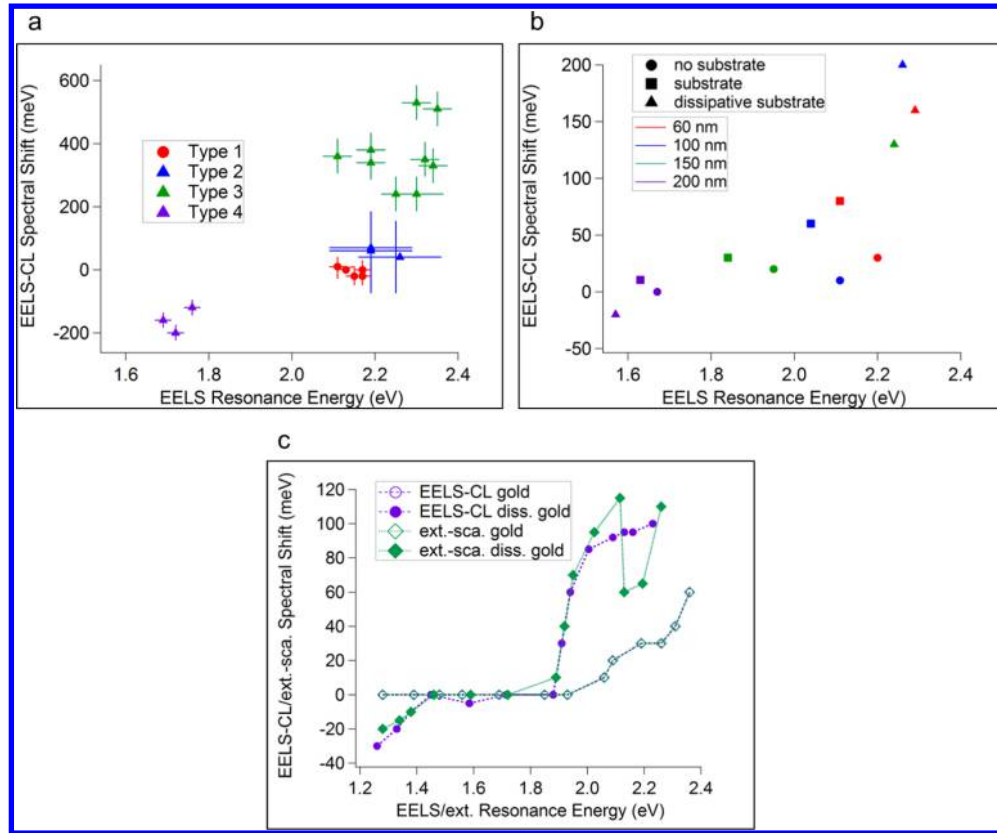 a
EELS-CL Spectral Shift (meV)
600
400
200
0
-200
Type 1
Type 2
Type 3
Type 4
1.6
1.8
2.0
2.2
2.4
EELS Resonance Energy (eV)
b
EELS-CL Spectral Shift (meV)
200
150
100
50
0
-50
no substrate
substrate
dissipative substrate
60 nm
100 nm
150 nm
200 nm
1.6
1.8
2.0
2.2
2.4
EELS Resonance Energy (eV)
c
EELS-CL/ext.-sca. Spectral Shift (meV)
120
100
80
60
40
20
0
-20
-40
EELS-CL gold
EELS-CL diss. gold
ext.-sca. gold
ext.-sca. diss. gold
1.2
1.4
1.6
1.8
2.0
2.2
2.4
EELS/ext. Resonance Energy (eV)